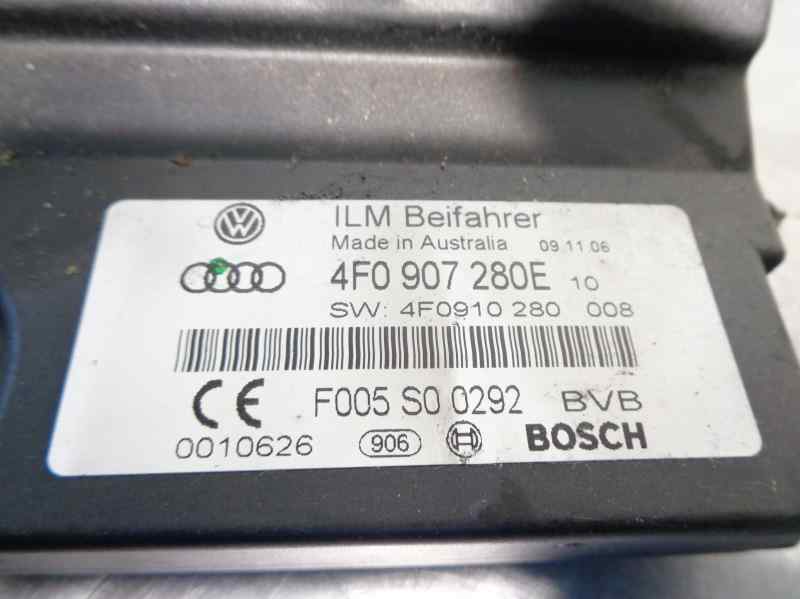 ILM Beifahrer
Made in Australia 09.11.06
4F0 907 280E 10
SW: 4F0910 280 008
F005 S0 0292 BVB
0010626 906 BOSCH